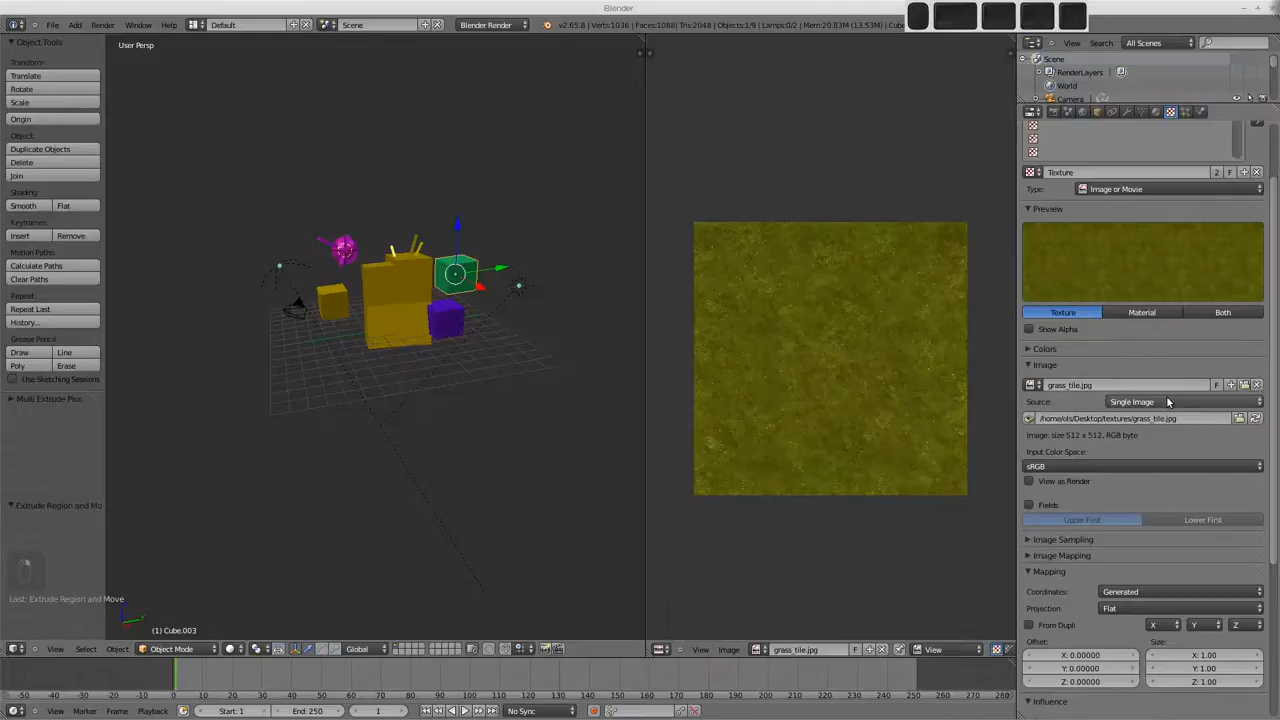 Blender
File Add Render Window Help Default Scene Blender Render v2.65.8 | Verts:1036 | Faces:1088| Tris:2048 | Objects:1/9 | Lamps:0/2 | Mem:20.83M (13.53M) | Cube
Object Tools
Transform:
Translate
Rotate
Scale
Origin
Object:
Duplicate Objects
Delete
Join
Shading:
Smooth Flat
Keyframes:
Insert Remove
Motion Paths:
Calculate Paths
Clear Paths
Repeat:
Repeat Last
History...
Grease Pencil:
Draw Line
Poly Erase
Use Sketching Sessions
Multi Extrude Plus
Extrude Region and Mo
Last: Extrude Region and Move
User Persp
(1) Cube.003
View Select Object Object Mode Global
View Image grass_tile.jpg F View
View Search All Scenes
Scene
RenderLayers
World
Camera
Texture 2 F
Type: Image or Movie
Preview
Texture Material Both
Show Alpha
Colors
Image
grass_tile.jpg F
Source: Single Image
/home/ols/Desktop/textures/grass_tile.jpg
Image: size 512 x 512, RGB byte
Input Color Space:
sRGB
View as Render
Fields
Upper First Lower First
Image Sampling
Image Mapping
Mapping
Coordinates: Generated
Projection: Flat
From Dupli X Y Z
Offset: Size:
X: 0.00000 X: 1.00
Y: 0.00000 Y: 1.00
Z: 0.00000 Z: 1.00
Influence
-50 -40 -30 -20 -10 0 10 20 30 40 50 60 70 80 90 100 110 120 130 140 150 160 170 180 190 200 210 220 230 240 250 260 270 280
View Marker Frame Playback Start: 1 End: 250 1 No Sync